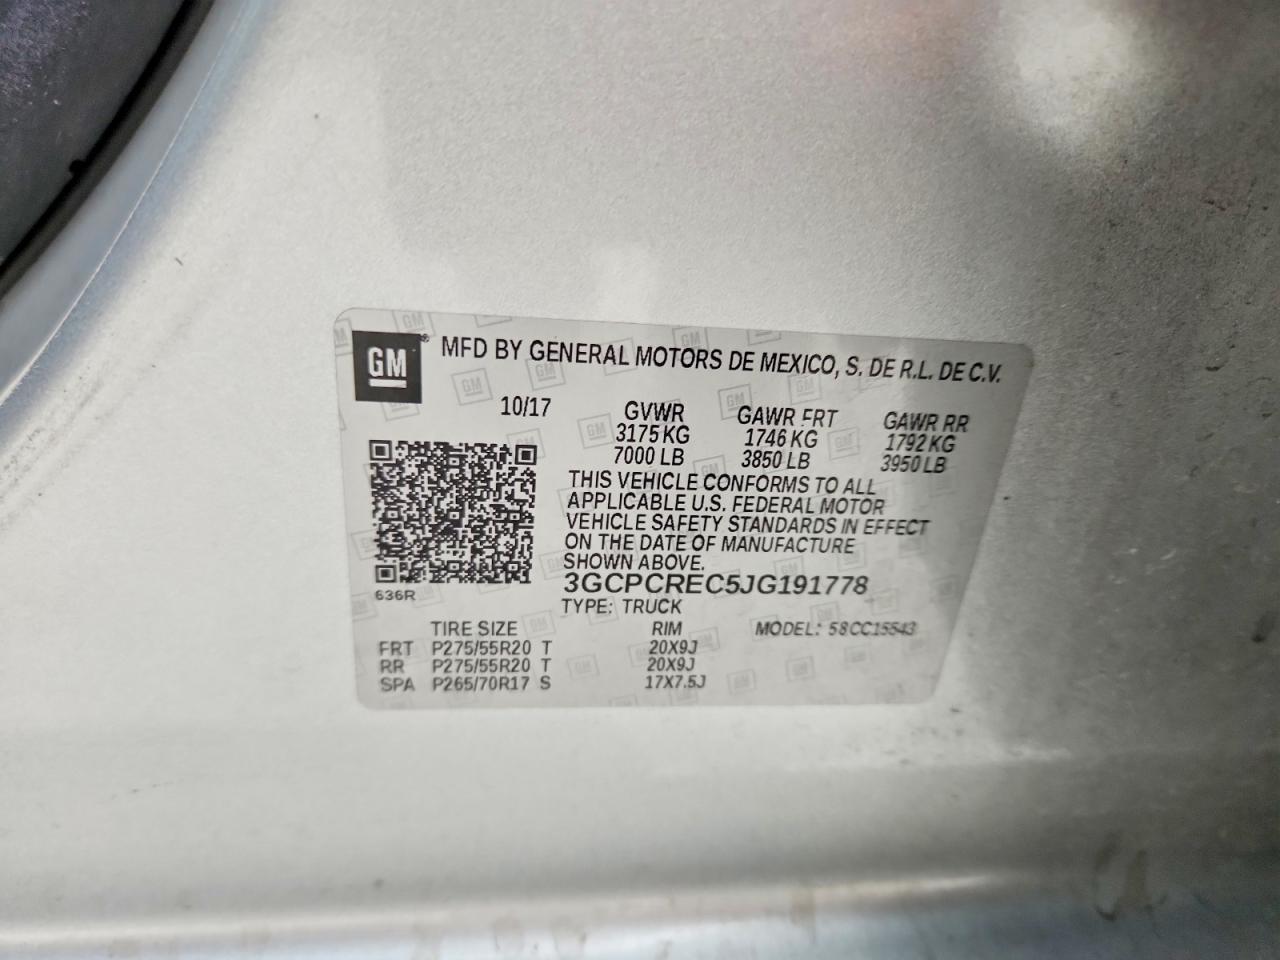 GM ® MFD BY GENERAL MOTORS DE MEXICO, S. DE R.L. DE C.V.
10/17 GVWR GAWR FRT GAWR RR
3175 KG 1746 KG 1792 KG
7000 LB 3850 LB 3950 LB
THIS VEHICLE CONFORMS TO ALL
APPLICABLE U.S. FEDERAL MOTOR
VEHICLE SAFETY STANDARDS IN EFFECT
ON THE DATE OF MANUFACTURE
SHOWN ABOVE.
3GCPCREC5JG191778
636R
TYPE: TRUCK
TIRE SIZE RIM MODEL: 58CC15543
FRT P275/55R20 T 20X9J
RR P275/55R20 T 20X9J
SPA P265/70R17 S 17X7.5J